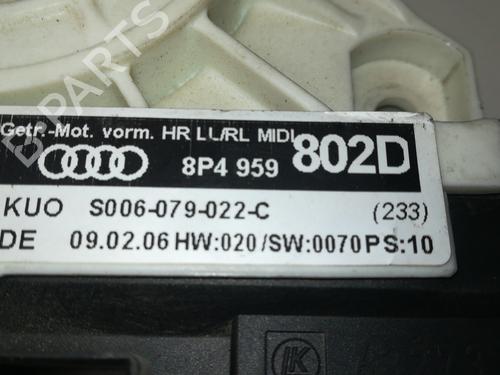 B-PARTS
Getr.-Mot. vorm. HR LL/RL MIDI
8P4 959 802D
KUO S006-079-022-C (233)
DE 09.02.06 HW:020/SW:0070 PS:10
K